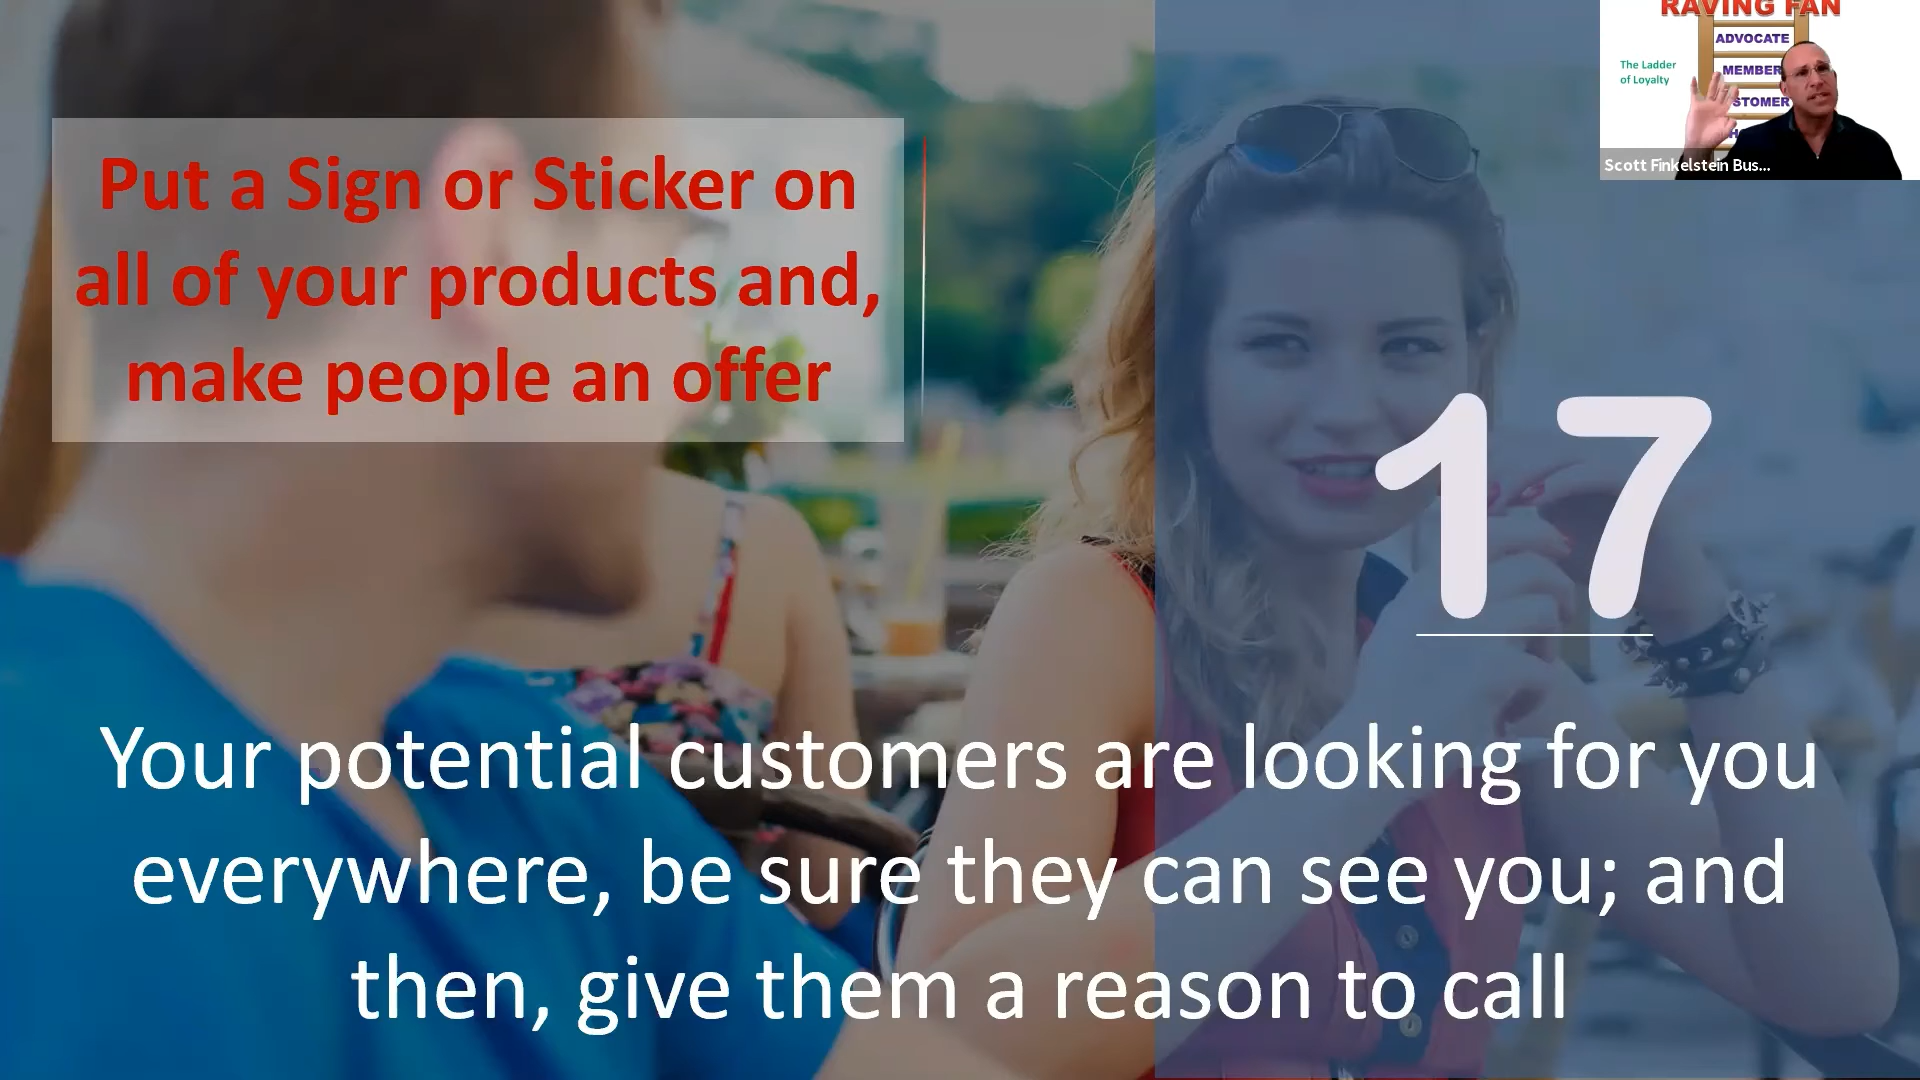 Put a Sign or Sticker on
all of your products and,
make people an offer
17
Your potential customers are looking for you
everywhere, be sure they can see you; and
then, give them a reason to call
RAVING FAN
ADVOCATE
The Ladder
of Loyalty
MEMBER
STOMER
Scott Finkelstein Bus...